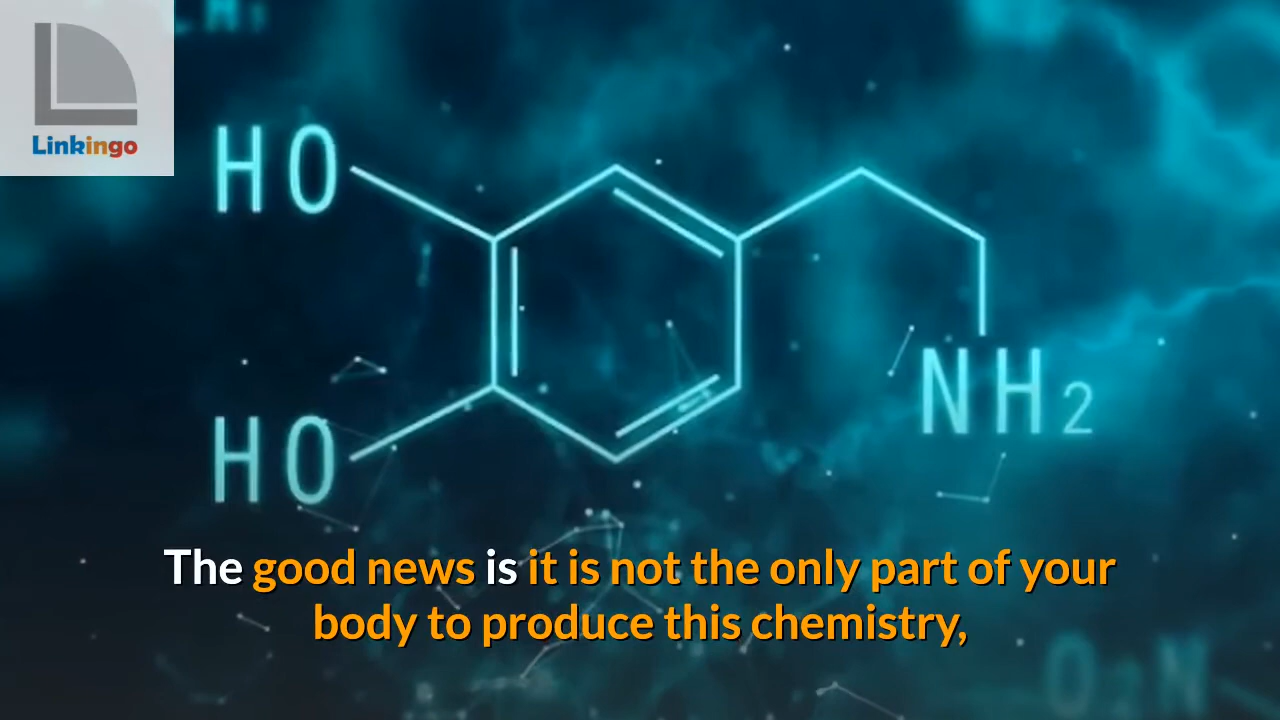 Linkingo
HO
HO
NH2
The good news is it is not the only part of your
body to produce this chemistry,
O2N